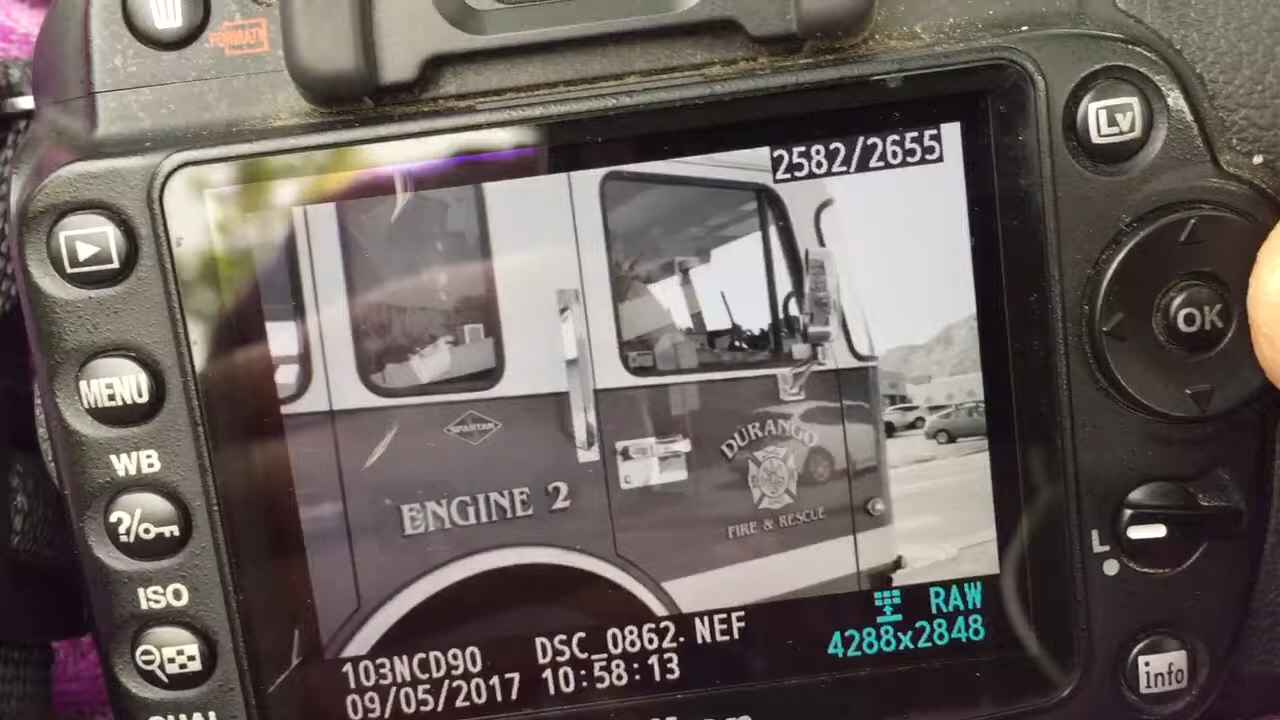 FORMAT
2582/2655
Lv
OK
MENU
WB
?/
ISO
SPARTAN
ENGINE 2
DURANGO
FIRE & RESCUE
L
RAW
4288x2848
103NCD90 DSC_0862.NEF
09/05/2017 10:58:13
info
QUAL